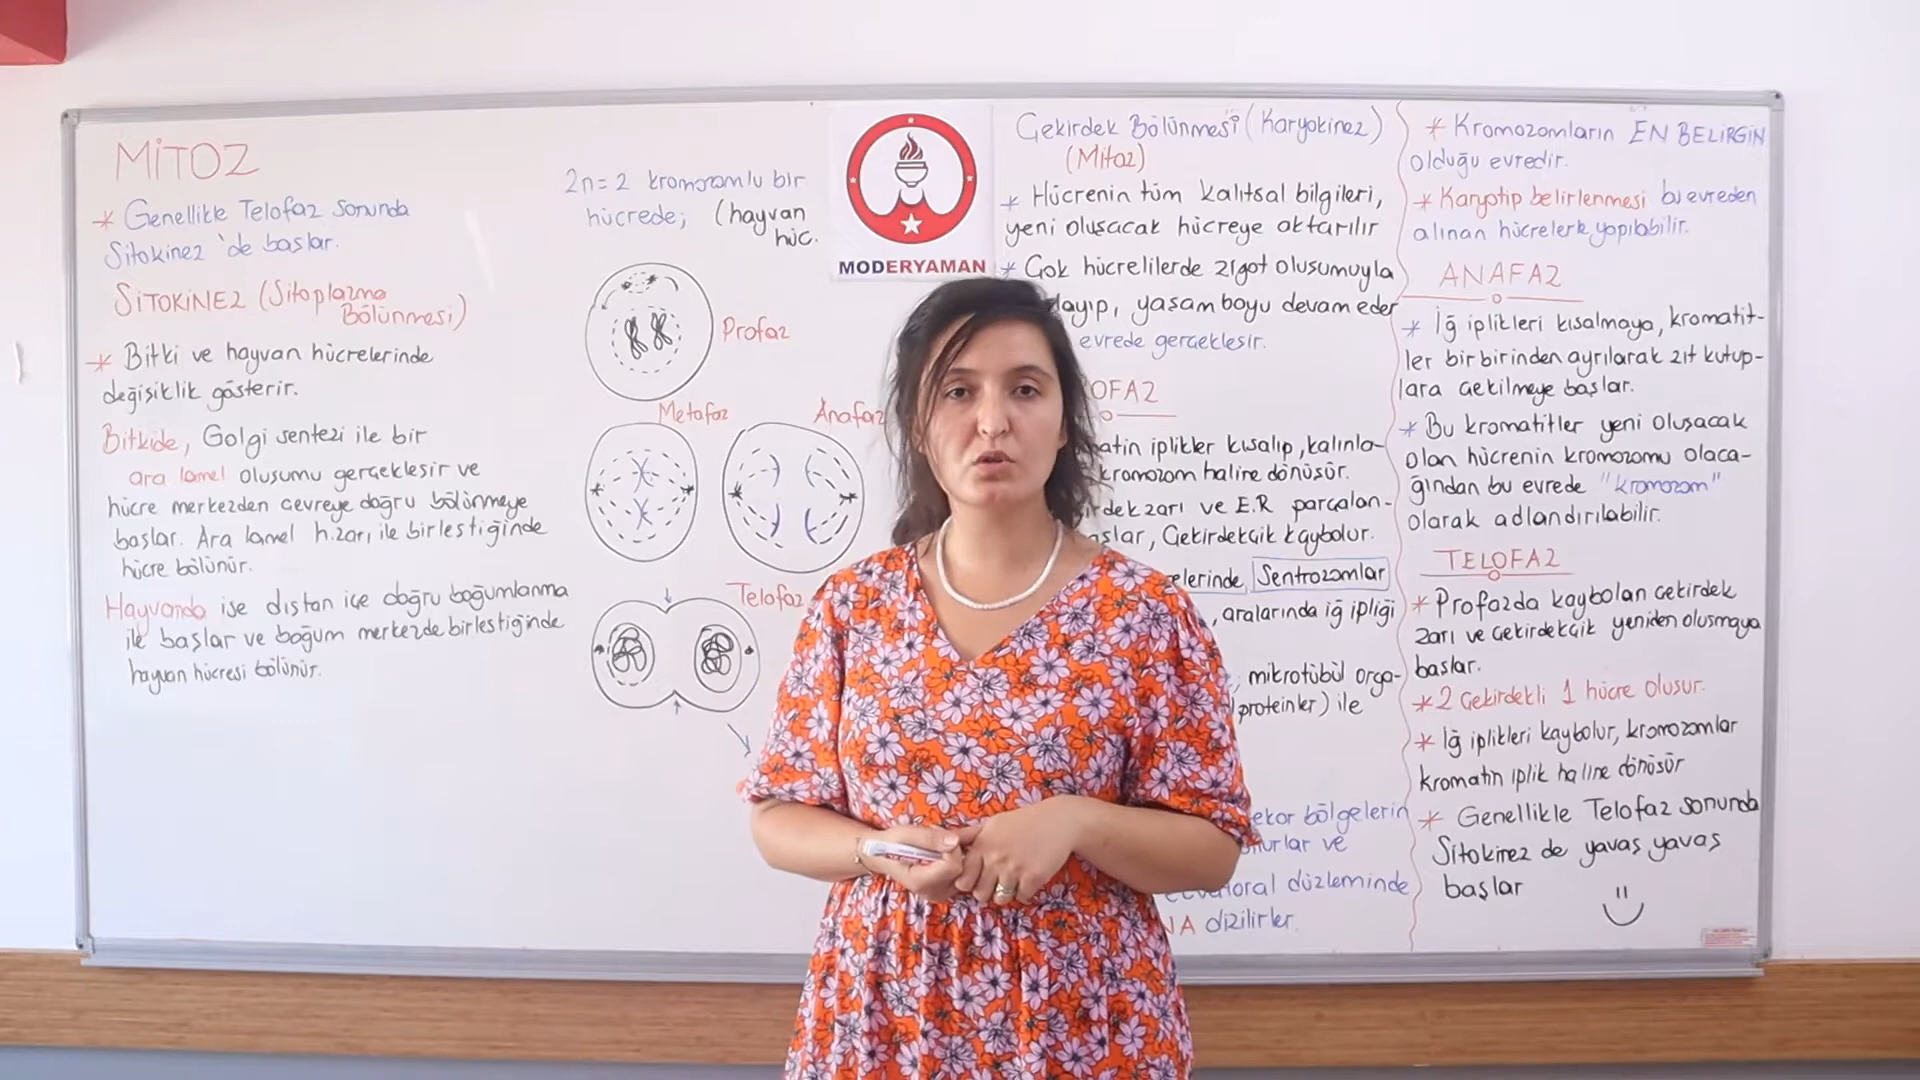 MİTOZ
* Genellikle Telofaz sonunda
Sitokinez 'de başlar.
SİTOKİNEZ (Sitoplazma
Bölünmesi)
* Bitki ve hayvan hücrelerinde
değişiklik gösterir.
Bitkide, Golgi sentezi ile bir
ara lamel oluşumu gerçekleşir ve
hücre merkezden çevreye doğru bölünmeye
başlar. Ara lamel h.zarı ile birleştiğinde
hücre bölünür.
Hayvanda ise dıştan içe doğru boğumlanma
ile başlar ve boğum merkezde birleştiğinde
hayvan hücresi bölünür.
2n=2 kromozomlu bir
hücrede; (hayvan
hüc.
Profaz
Metafaz
Anafaz
Telofaz
MODERYAMAN
Çekirdek Bölünmesi (Karyokinez)
(Mitoz)
* Hücrenin tüm kalıtsal bilgileri,
yeni oluşacak hücreye aktarılır
* Çok hücrelilerde zigot oluşumuyla
layıp, yaşam boyu devam eder
evrede gerçekleşir.
OFAZ
atin iplikler kısalıp, kalınla-
kromozom haline dönüşür.
irdek zarı ve E.R parçalan-
aşlar, Çekirdekçik kaybolur.
elerinde, Sentrozomlar
, aralarında iğ ipliği
, mikrotübül orga-
proteinler) ile
ekor bölgelerin
urlar ve
ekvatoral düzleminde
NA dizilirler.
* Kromozomların EN BELİRGİN
olduğu evredir.
* Karyotip belirlenmesi bu evreden
alınan hücrelerle yapılabilir.
ANAFAZ
* İğ iplikleri kısalmaya, kromatit-
ler birbirinden ayrılarak zıt kutup-
lara çekilmeye başlar.
* Bu kromatitler yeni oluşacak
olan hücrenin kromozomu olaca-
ğından bu evrede "kromozom"
olarak adlandırılabilir.
TELOFAZ
* Profazda kaybolan çekirdek
zarı ve çekirdekçik yeniden oluşmaya
başlar.
* 2 çekirdekli 1 hücre oluşur.
* İğ iplikleri kaybolur, kromozomlar
kromatin iplik haline dönüşür
* Genellikle Telofaz sonunda
Sitokinez de yavaş yavaş
başlar